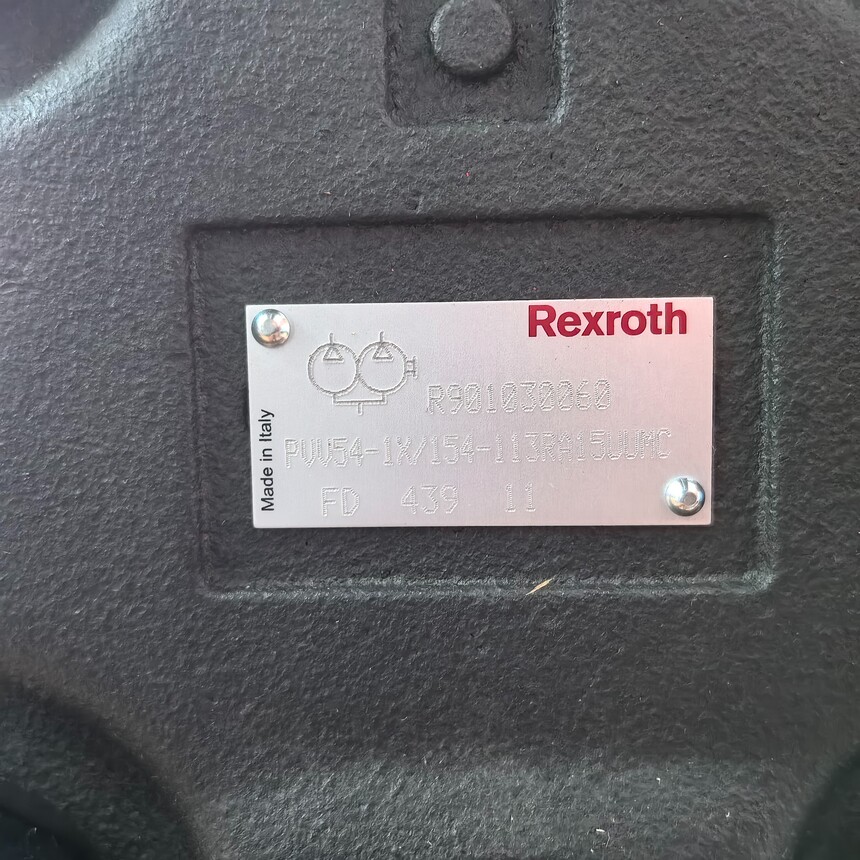 Rexroth
R901030060
PVV54-1X/154-113RA15UUMC
FD 439 11
Made in Italy